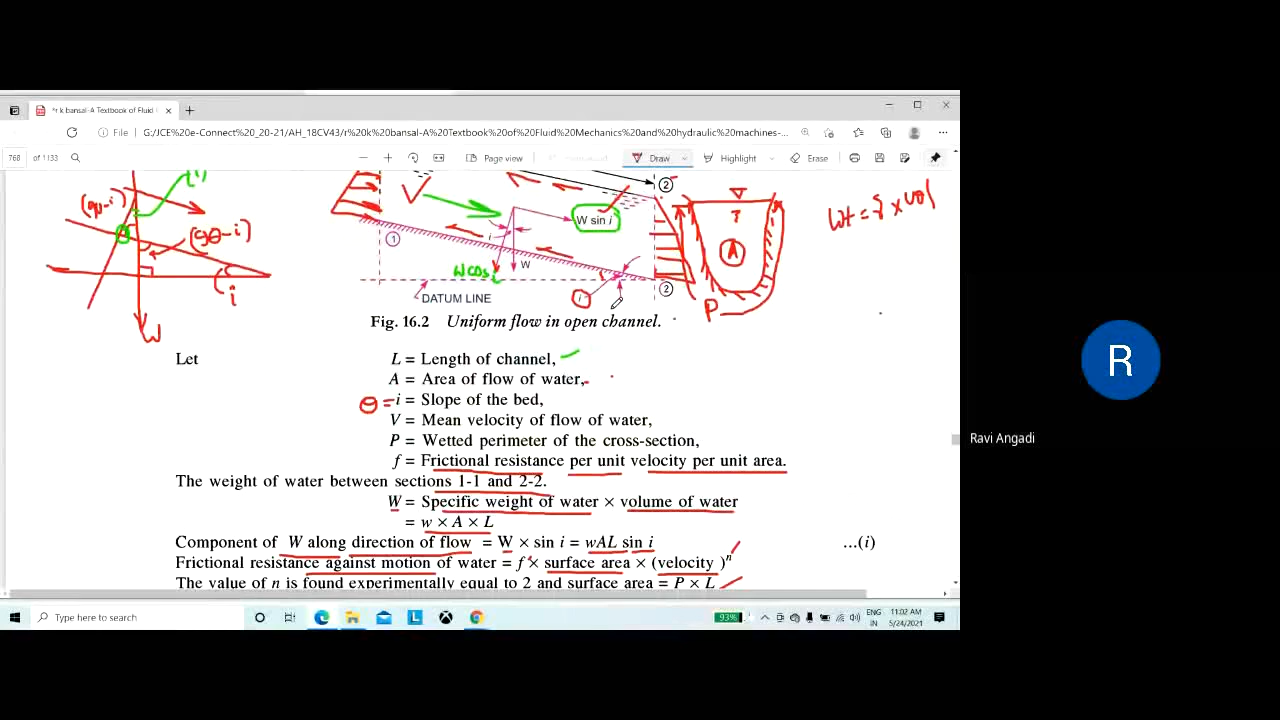 *r k bansal-A Textbook of Fluid
File
G:/JCE%20e-Connect%20_20-21/AH_18CV43/r%20k%20bansal-A%20Textbook%20of%20Fluid%20Mechanics%20and%20hydraulic%20machines-...
768 of 1133
Page view
Draw
Highlight
Erase
(90-i)
(90-i)
i
W
1
V
i
W sin i
W
W cos i
i
2
2
DATUM LINE
A
P
Wt = γ x Vol
Fig. 16.2 Uniform flow in open channel.
Let L = Length of channel,
A = Area of flow of water,
θ = i = Slope of the bed,
V = Mean velocity of flow of water,
P = Wetted perimeter of the cross-section,
f = Frictional resistance per unit velocity per unit area.
The weight of water between sections 1-1 and 2-2.
W = Specific weight of water × volume of water
= w × A × L
Component of W along direction of flow = W × sin i = wAL sin i ...(i)
Frictional resistance against motion of water = f × surface area × (velocity)ⁿ
The value of n is found experimentally equal to 2 and surface area = P × L
Type here to search
93%
ENG
IN
11:02 AM
5/24/2021
R
Ravi Angadi